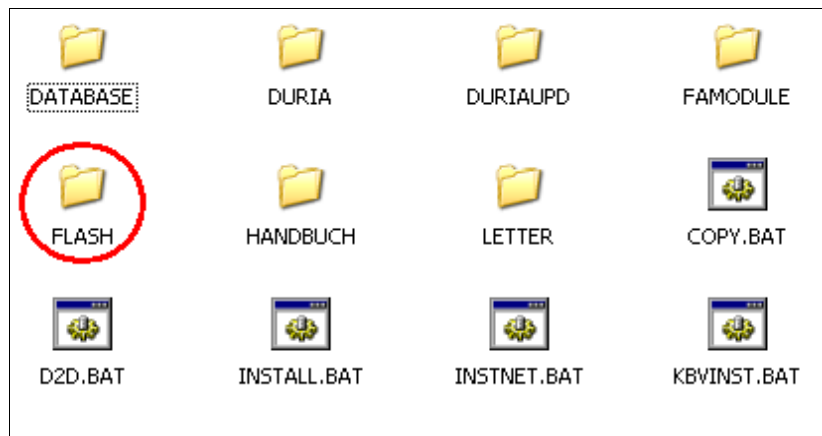 DATABASE DURIA DURIAUPD FAMODULE
FLASH HANDBUCH LETTER COPY.BAT
D2D.BAT INSTALL.BAT INSTNET.BAT KBVINST.BAT